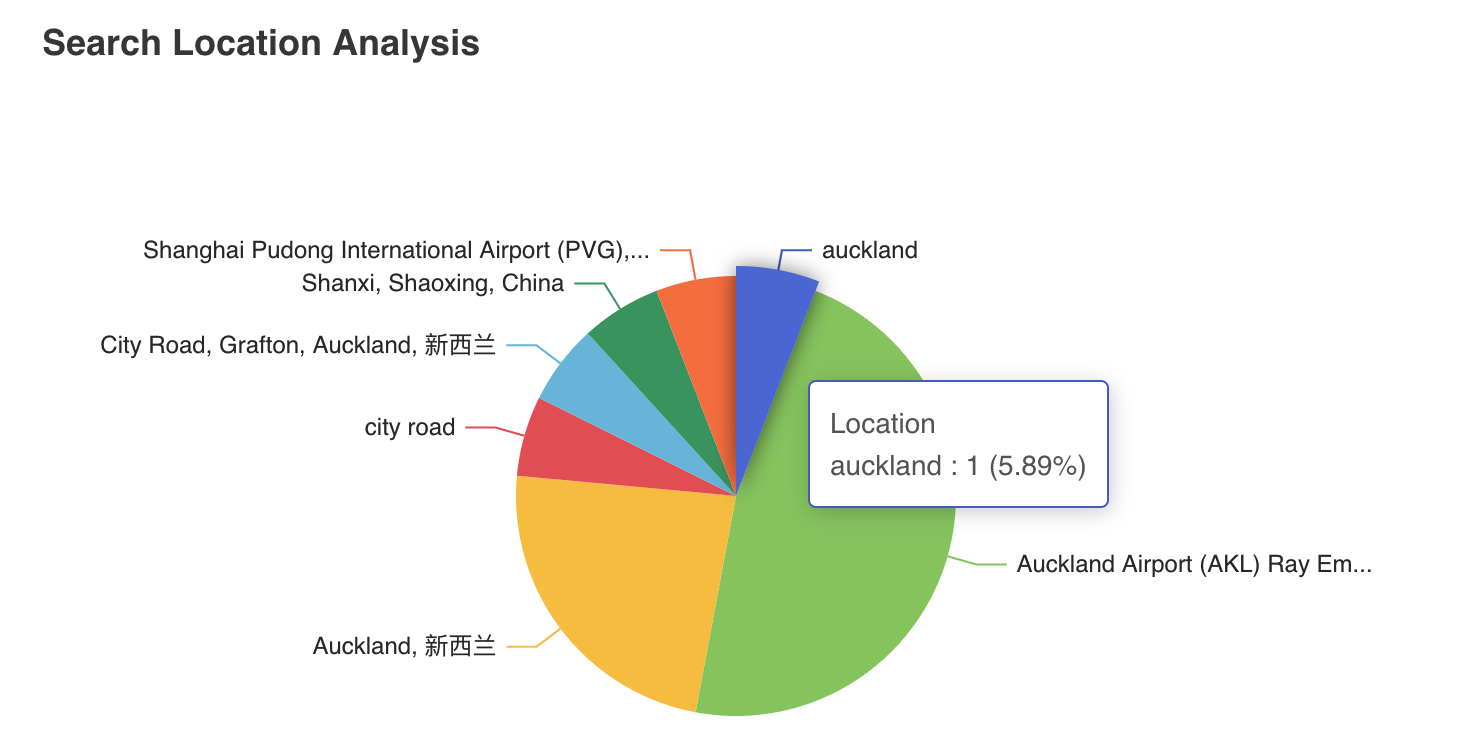 Search Location Analysis
Shanghai Pudong International Airport (PVG),...
auckland
Shanxi, Shaoxing, China
City Road, Grafton, Auckland, 新西兰
city road
Location
auckland : 1 (5.89%)
Auckland Airport (AKL) Ray Em...
Auckland, 新西兰